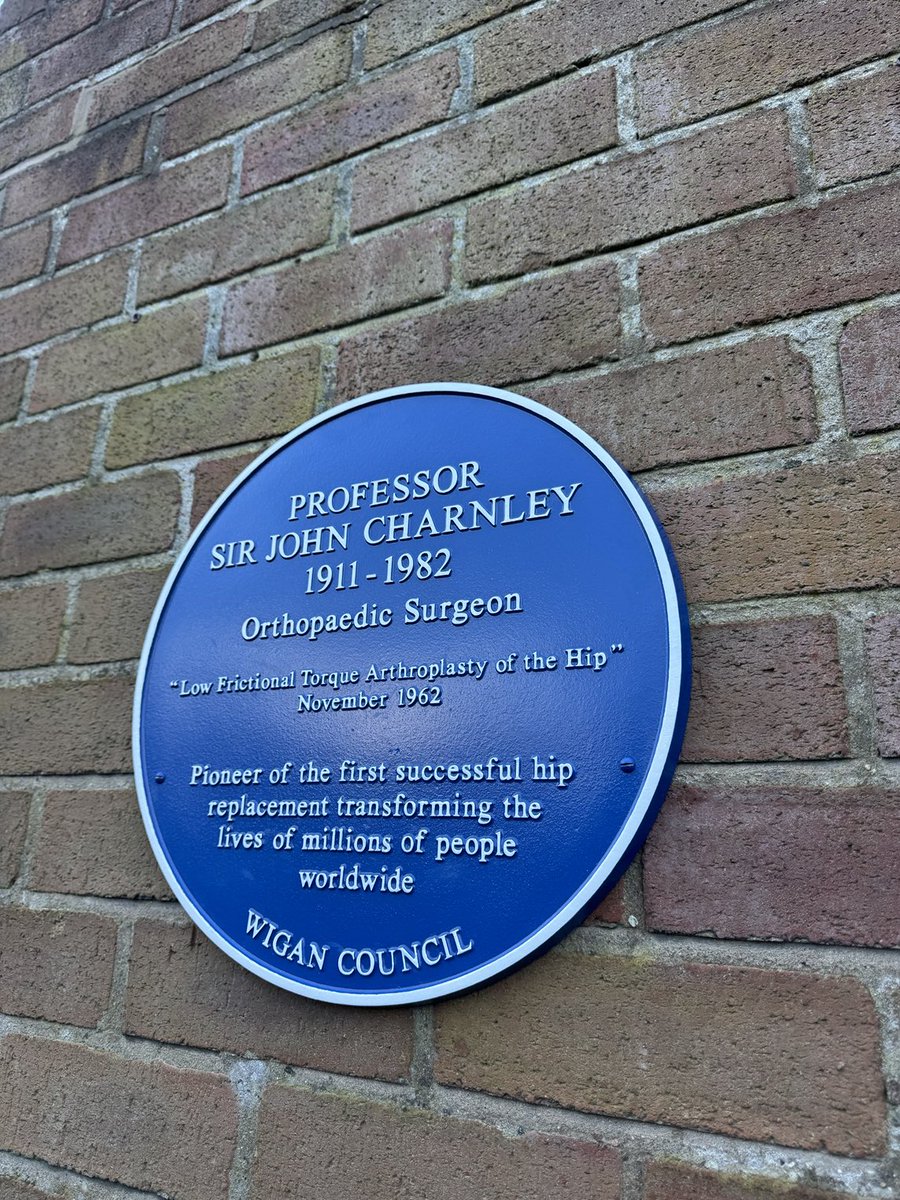 PROFESSOR
SIR JOHN CHARNLEY
1911-1982
Orthopaedic Surgeon
"Low Frictional Torque Arthroplasty of the Hip"
November 1962
Pioneer of the first successful hip
replacement transforming the
lives of millions of people
worldwide
WIGAN COUNCIL